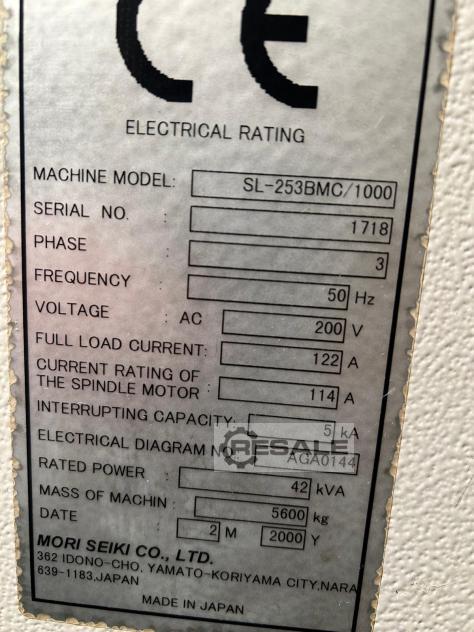 CE
ELECTRICAL RATING
MACHINE MODEL: SL-253BMC/1000
SERIAL NO. : 1718
PHASE : 3
FREQUENCY : 50 Hz
VOLTAGE : AC 200 V
FULL LOAD CURRENT: 122 A
CURRENT RATING OF
THE SPINDLE MOTOR : 114 A
INTERRUPTING CAPACITY: 5 kA
RESALE
ELECTRICAL DIAGRAM NO. AGA0144
RATED POWER : 42 kVA
MASS OF MACHIN : 5600 kg
DATE : 2 M 2000 Y
MORI SEIKI CO., LTD.
362 IDONO-CHO, YAMATO-KORIYAMA CITY, NARA
639-1183, JAPAN
MADE IN JAPAN